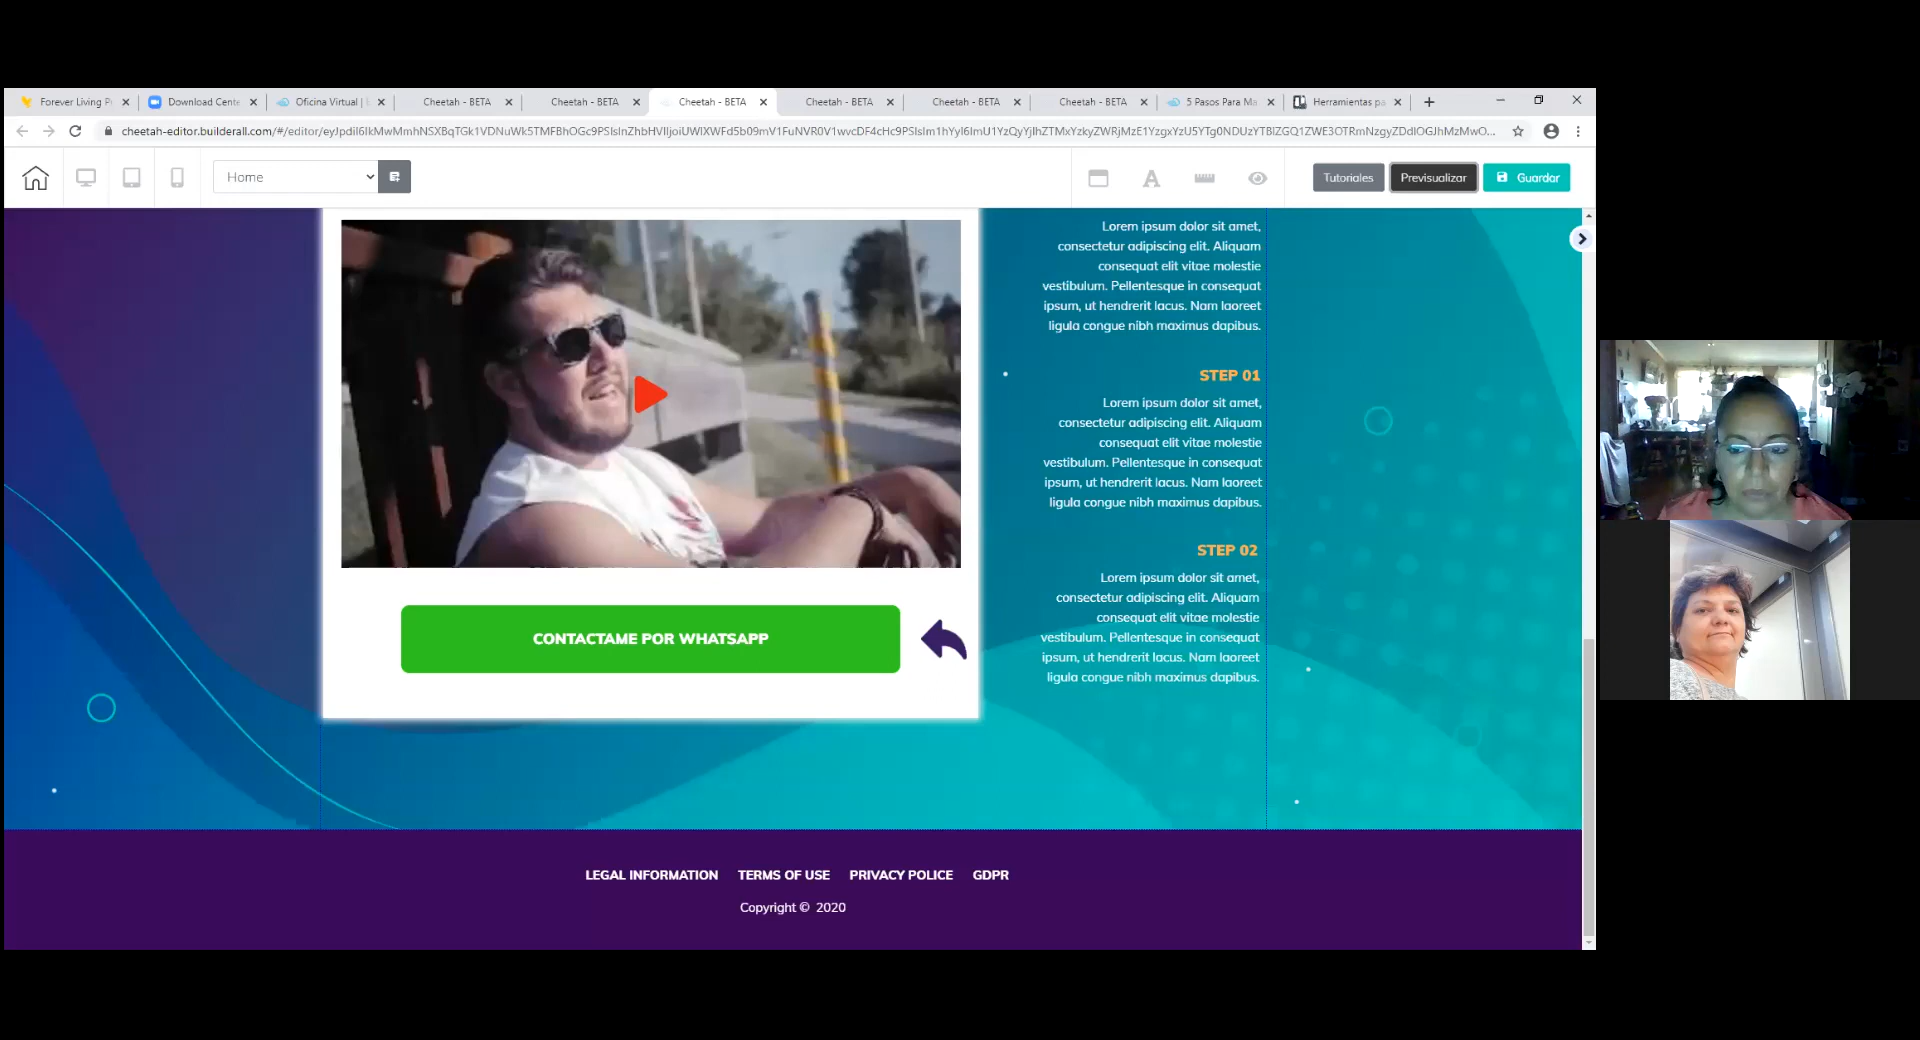 Forever Living P
Download Cente
Oficina Virtual |
Cheetah - BETA
Cheetah - BETA
Cheetah - BETA
Cheetah - BETA
Cheetah - BETA
Cheetah - BETA
5 Pasos Para Ma
Herramientas pa
Home
Tutoriales
Previsualizar
Guardar
Lorem ipsum dolor sit amet,
consectetur adipiscing elit. Aliquam
consequat elit vitae molestie
vestibulum. Pellentesque in consequat
ipsum, ut hendrerit lacus. Nam laoreet
ligula congue nibh maximus dapibus.
STEP 01
Lorem ipsum dolor sit amet,
consectetur adipiscing elit. Aliquam
consequat elit vitae molestie
vestibulum. Pellentesque in consequat
ipsum, ut hendrerit lacus. Nam laoreet
ligula congue nibh maximus dapibus.
STEP 02
Lorem ipsum dolor sit amet,
consectetur adipiscing elit. Aliquam
consequat elit vitae molestie
vestibulum. Pellentesque in consequat
ipsum, ut hendrerit lacus. Nam laoreet
ligula congue nibh maximus dapibus.
CONTACTAME POR WHATSAPP
LEGAL INFORMATION TERMS OF USE PRIVACY POLICE GDPR
Copyright © 2020